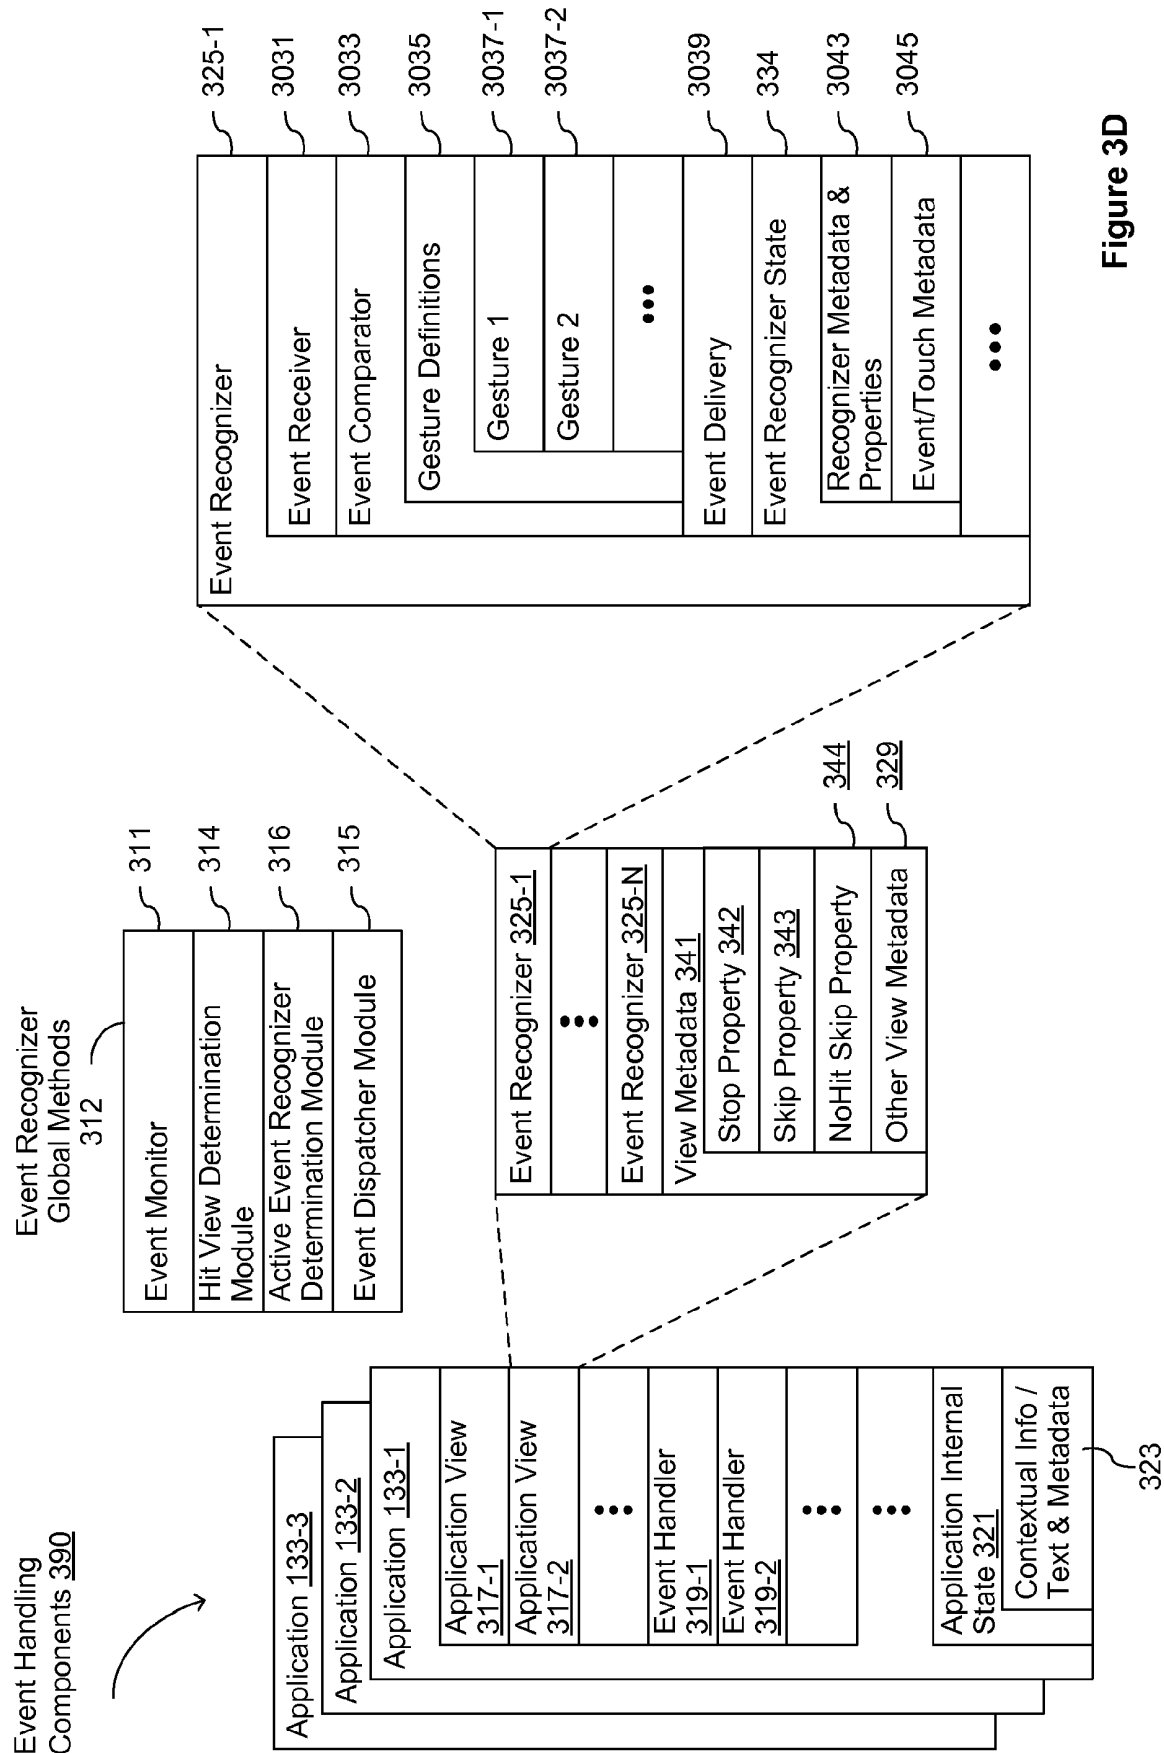 Event Handling
Components 390
Application 133-3
Application 133-2
Application 133-1
Application View
317-1
Application View
317-2
•••
Event Handler
319-1
Event Handler
319-2
•••
•••
Application Internal
State 321
Contextual Info /
Text & Metadata
323
Event Recognizer
Global Methods
312
Event Monitor
311
Hit View Determination
Module
314
Active Event Recognizer
Determination Module
316
Event Dispatcher Module
315
Event Recognizer 325-1
•••
Event Recognizer 325-N
View Metadata 341
Stop Property 342
Skip Property 343
NoHit Skip Property
344
Other View Metadata
329
Event Recognizer
325-1
Event Receiver
3031
Event Comparator
3033
Gesture Definitions
3035
Gesture 1
3037-1
Gesture 2
3037-2
•••
Event Delivery
3039
Event Recognizer State
334
Recognizer Metadata &
Properties
3043
Event/Touch Metadata
3045
•••
Figure 3D